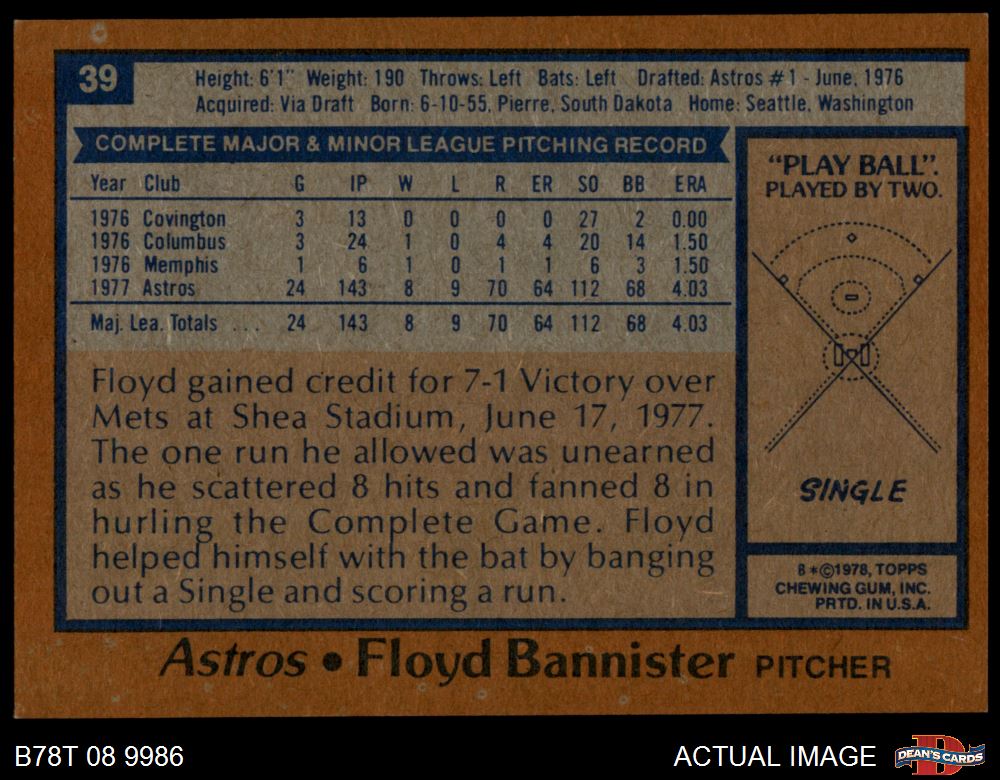 39
Height: 6'1" Weight: 190 Throws: Left Bats: Left Drafted: Astros #1 - June, 1976
Acquired: Via Draft Born: 6-10-55, Pierre, South Dakota Home: Seattle, Washington
COMPLETE MAJOR & MINOR LEAGUE PITCHING RECORD
Year Club G IP W L R ER SO BB ERA
1976 Covington 3 13 0 0 0 0 27 2 0.00
1976 Columbus 3 24 1 0 4 4 20 14 1.50
1976 Memphis 1 6 1 0 1 1 6 3 1.50
1977 Astros 24 143 8 9 70 64 112 68 4.03
Maj. Lea. Totals ... 24 143 8 9 70 64 112 68 4.03
Floyd gained credit for 7-1 Victory over
Mets at Shea Stadium, June 17, 1977.
The one run he allowed was unearned
as he scattered 8 hits and fanned 8 in
hurling the Complete Game. Floyd
helped himself with the bat by banging
out a Single and scoring a run.
"PLAY BALL".
PLAYED BY TWO.
SINGLE
8 *©1978, TOPPS
CHEWING GUM, INC.
PRTD. IN U.S.A.
Astros • Floyd Bannister PITCHER
B78T 08 9986
ACTUAL IMAGE
DEAN'S CARDS